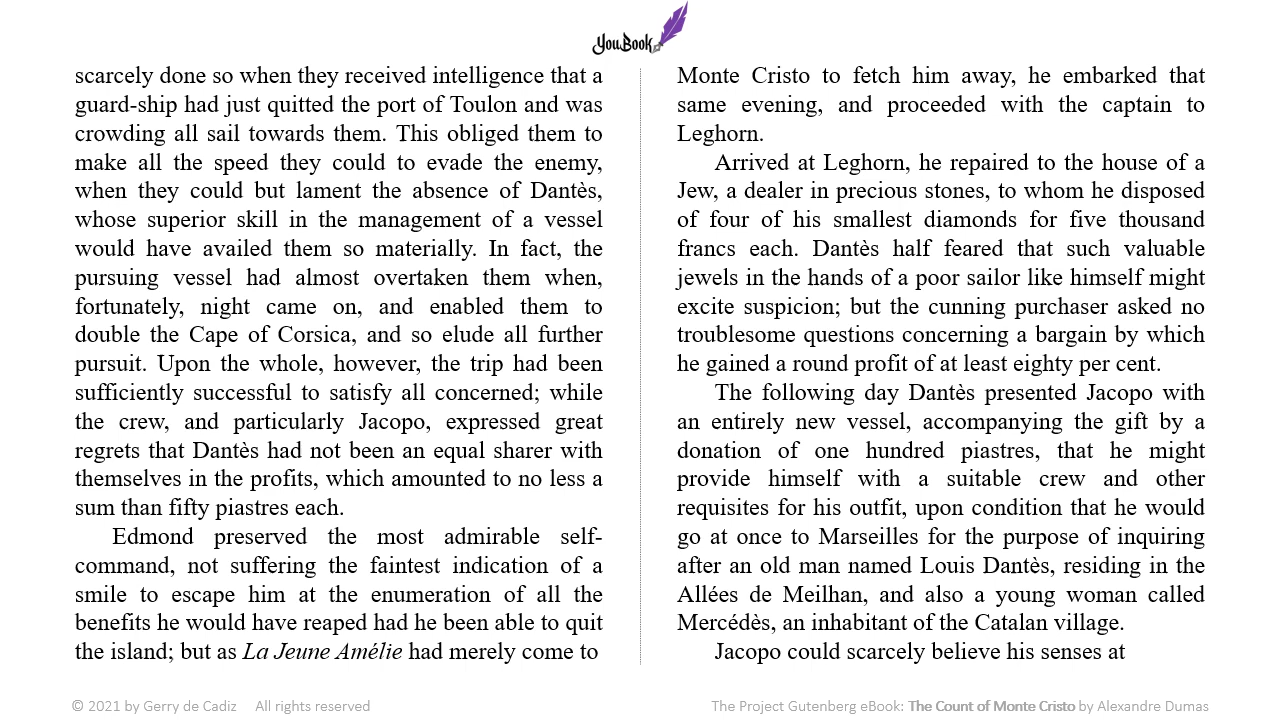 YouBook
scarcely done so when they received intelligence that a
guard-ship had just quitted the port of Toulon and was
crowding all sail towards them. This obliged them to
make all the speed they could to evade the enemy,
when they could but lament the absence of Dantès,
whose superior skill in the management of a vessel
would have availed them so materially. In fact, the
pursuing vessel had almost overtaken them when,
fortunately, night came on, and enabled them to
double the Cape of Corsica, and so elude all further
pursuit. Upon the whole, however, the trip had been
sufficiently successful to satisfy all concerned; while
the crew, and particularly Jacopo, expressed great
regrets that Dantès had not been an equal sharer with
themselves in the profits, which amounted to no less a
sum than fifty piastres each.
Edmond preserved the most admirable self-
command, not suffering the faintest indication of a
smile to escape him at the enumeration of all the
benefits he would have reaped had he been able to quit
the island; but as La Jeune Amélie had merely come to
Monte Cristo to fetch him away, he embarked that
same evening, and proceeded with the captain to
Leghorn.
Arrived at Leghorn, he repaired to the house of a
Jew, a dealer in precious stones, to whom he disposed
of four of his smallest diamonds for five thousand
francs each. Dantès half feared that such valuable
jewels in the hands of a poor sailor like himself might
excite suspicion; but the cunning purchaser asked no
troublesome questions concerning a bargain by which
he gained a round profit of at least eighty per cent.
The following day Dantès presented Jacopo with
an entirely new vessel, accompanying the gift by a
donation of one hundred piastres, that he might
provide himself with a suitable crew and other
requisites for his outfit, upon condition that he would
go at once to Marseilles for the purpose of inquiring
after an old man named Louis Dantès, residing in the
Allées de Meilhan, and also a young woman called
Mercédès, an inhabitant of the Catalan village.
Jacopo could scarcely believe his senses at
© 2021 by Gerry de Cadiz All rights reserved
The Project Gutenberg eBook: The Count of Monte Cristo by Alexandre Dumas